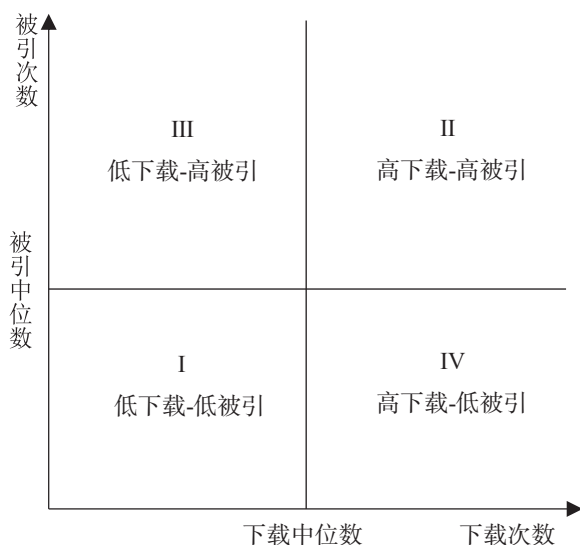 被引次数
III
低下载-高被引
II
高下载-高被引
被引中位数
I
低下载-低被引
IV
高下载-低被引
下载中位数
下载次数